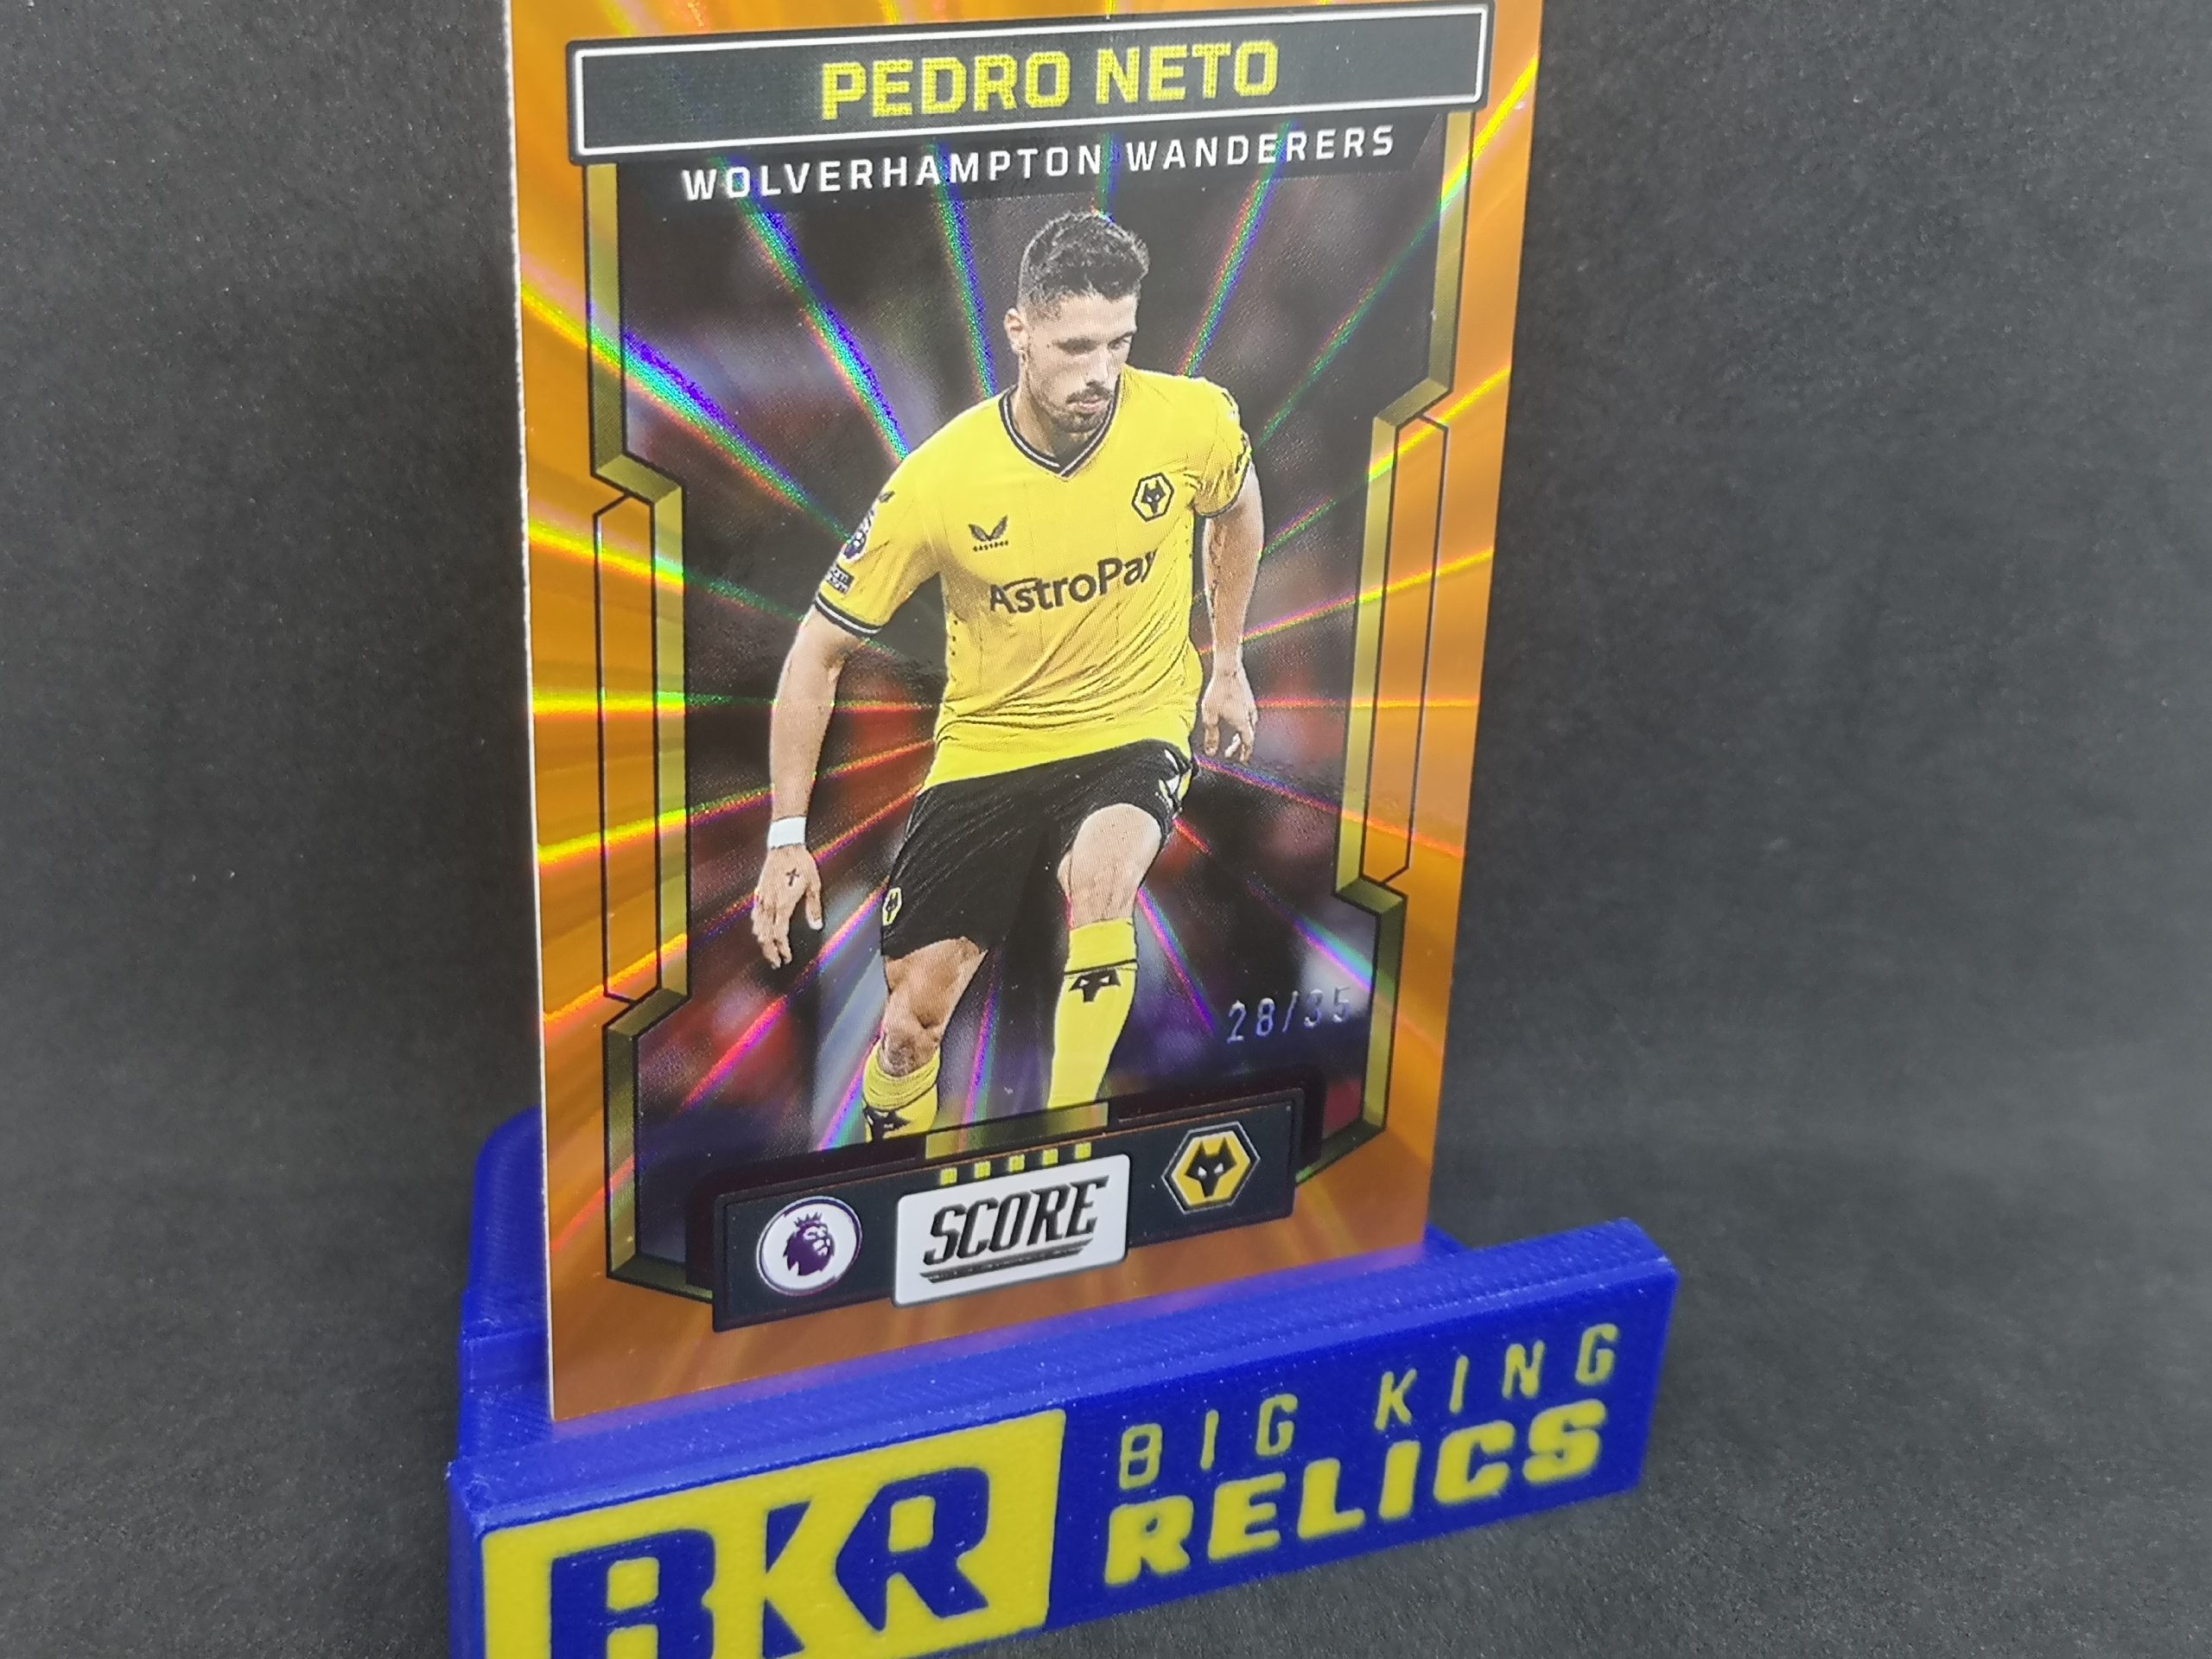 PEDRO NETO
WOLVERHAMPTON WANDERERS
AstroPay
28/35
SCORE
BIG KING
BKR RELICS